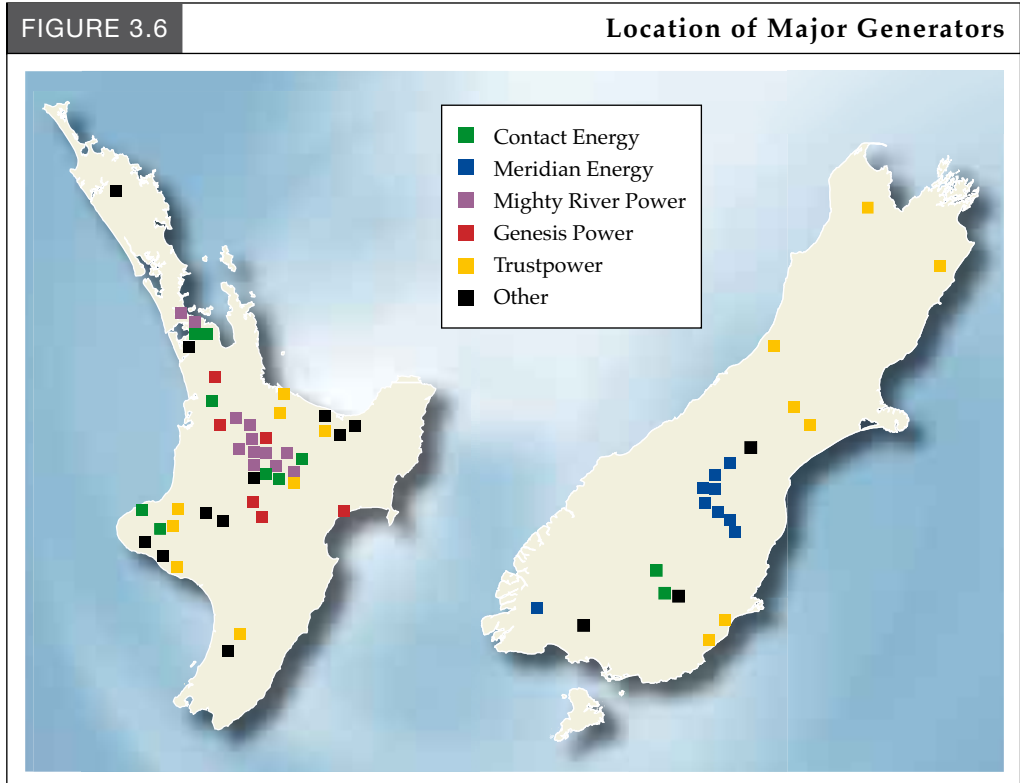 FIGURE 3.6
Location of Major Generators
Contact Energy
Meridian Energy
Mighty River Power
Genesis Power
Trustpower
Other